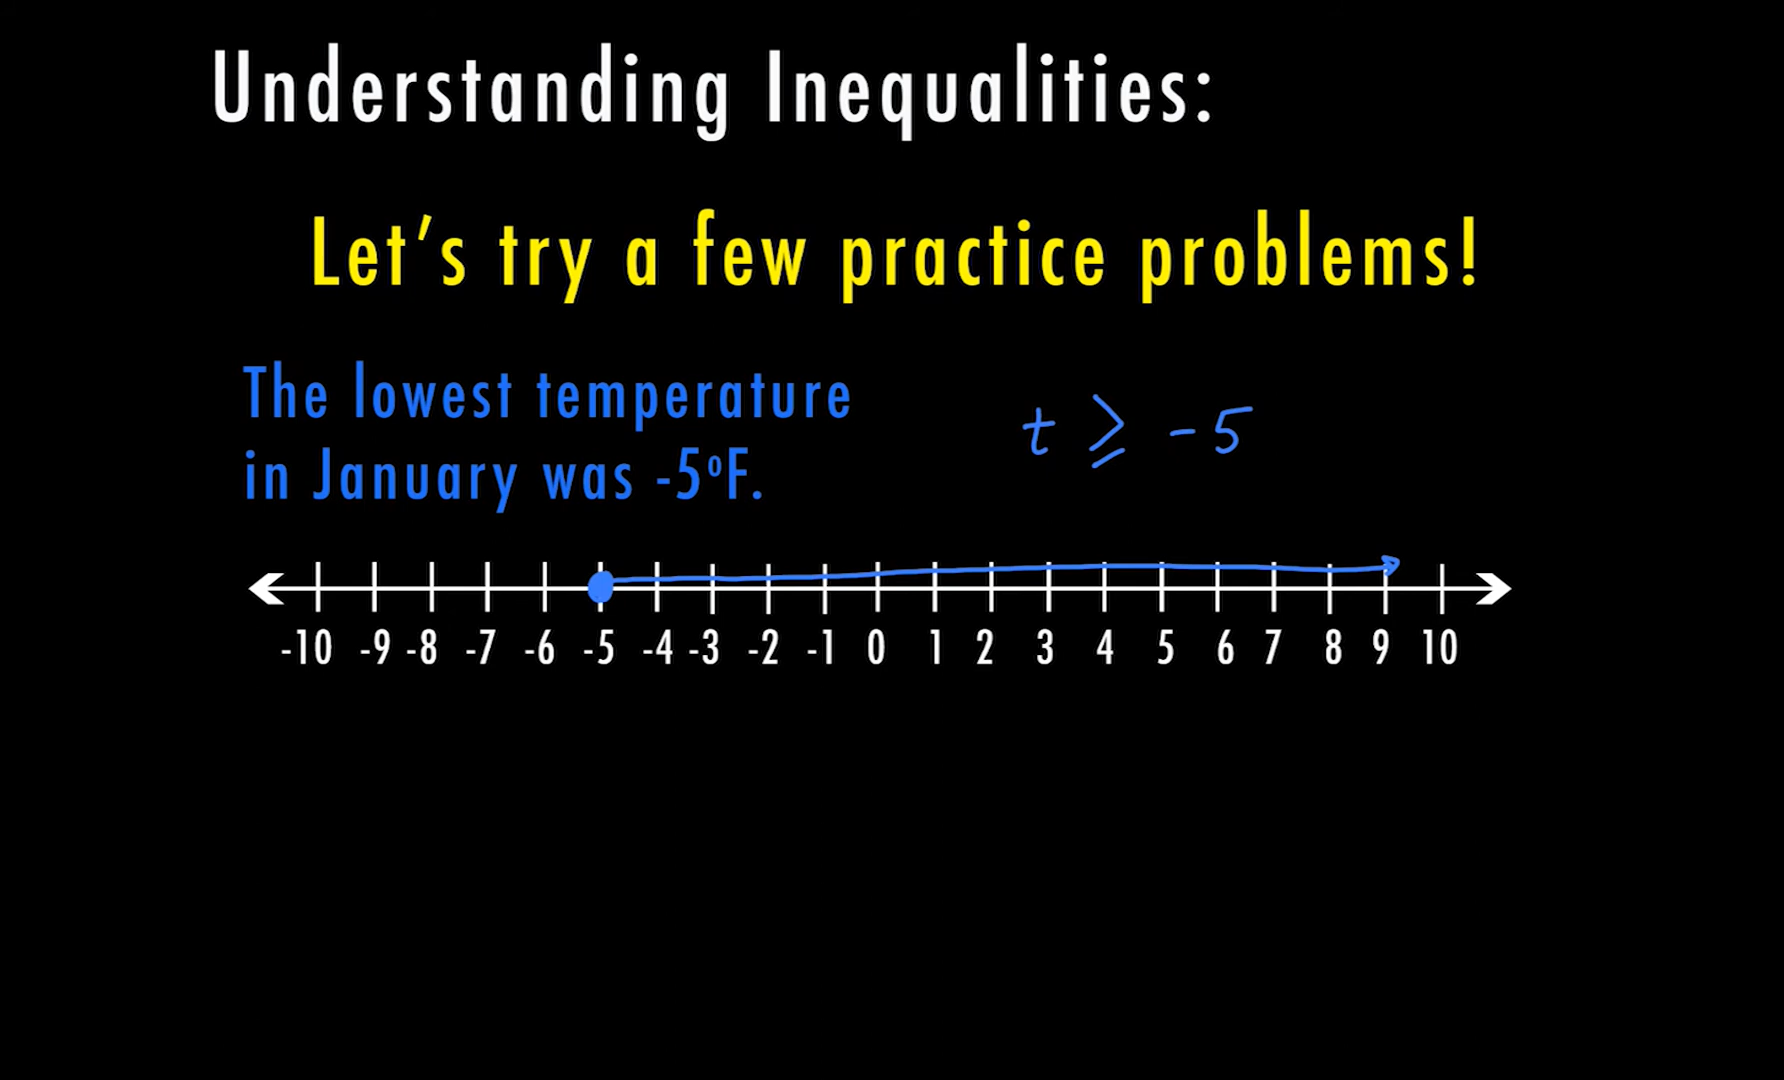 Understanding Inequalities:
Let's try a few practice problems!
The lowest temperature
in January was -5ºF.
t ≥ -5
-10 -9 -8 -7 -6 -5 -4 -3 -2 -1 0 1 2 3 4 5 6 7 8 9 10